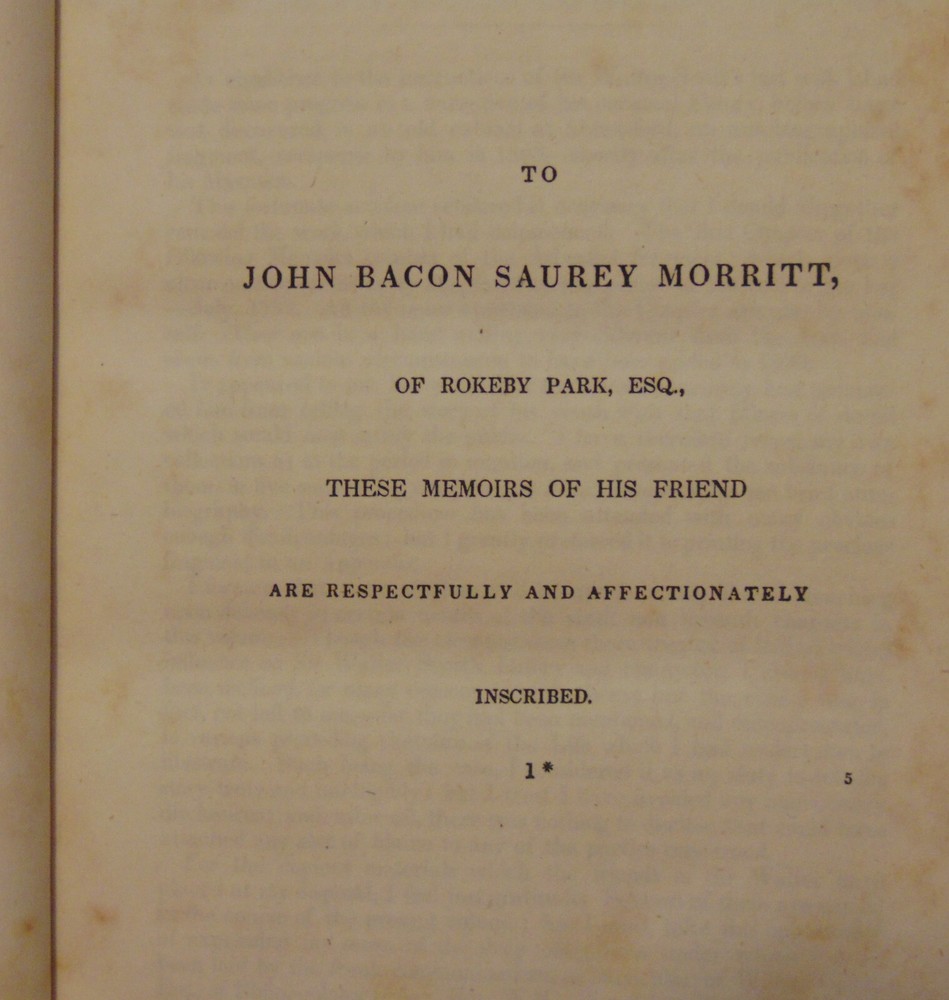 TO
JOHN BACON SAUREY MORRITT,
OF ROKEBY PARK, ESQ.,
THESE MEMOIRS OF HIS FRIEND
ARE RESPECTFULLY AND AFFECTIONATELY
INSCRIBED.
1* 5